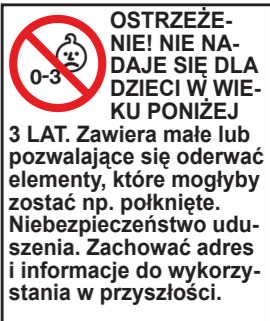 OSTRZEŻE-
NIE! NIE NA-
DAJE SIĘ DLA
DZIECI W WIE-
KU PONIŻEJ
0-3
3 LAT. Zawiera małe lub
pozwalające się oderwać
elementy, które mogłyby
zostać np. połknięte.
Niebezpieczeństwo udu-
szenia. Zachować adres
i informacje do wykorzy-
stania w przyszłości.